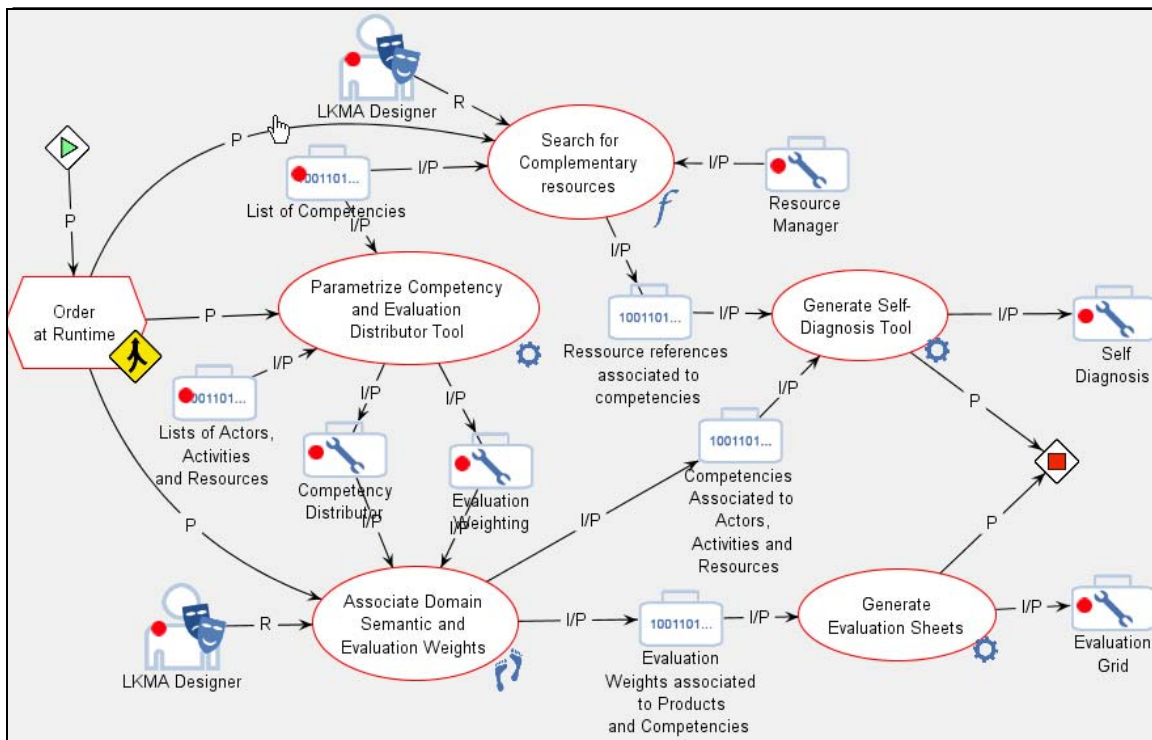 LKMA Designer
R
P
Search for
Complementary
resources
I/P
1001101...
List of Competencies
I/P
Resource
Manager
P
I/P
I/P
Order
at Runtime
P
Parametrize Competency
and Evaluation
Distributor Tool
1001101...
I/P
Generate Self-
Diagnosis Tool
I/P
Self
Diagnosis
Ressource references
associated to
competencies
I/P
1001101...
Lists of Actors,
Activities
and Resources
I/P
I/P
I/P
P
1001101...
Competencies
Associated to
Actors,
Activities and
Resources
Competency
Distributor
Evaluation
Weighting
I/P
I/P
I/P
P
P
LKMA Designer
R
Associate Domain
Semantic and
Evaluation Weights
I/P
1001101...
I/P
Evaluation
Weights associated
to Products
and Competencies
Generate
Evaluation Sheets
I/P
Evaluation
Grid